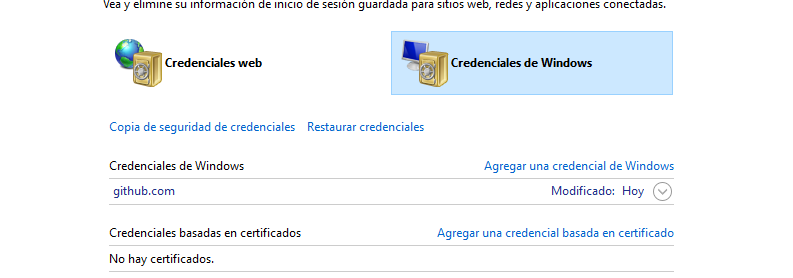 Vea y elimine su información de inicio de sesión guardada para sitios web, redes y aplicaciones conectadas.
Credenciales web
Credenciales de Windows
Copia de seguridad de credenciales Restaurar credenciales
Credenciales de Windows Agregar una credencial de Windows
github.com Modificado: Hoy
Credenciales basadas en certificados Agregar una credencial basada en certificado
No hay certificados.